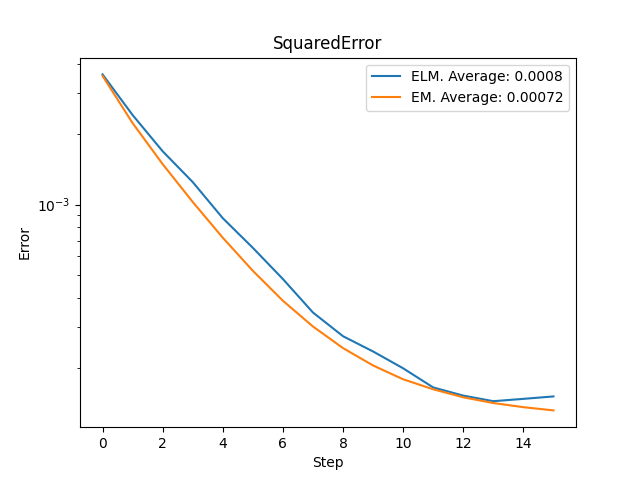 SquaredError
ELM. Average: 0.0008
EM. Average: 0.00072
10⁻³
Error
0 2 4 6 8 10 12 14
Step